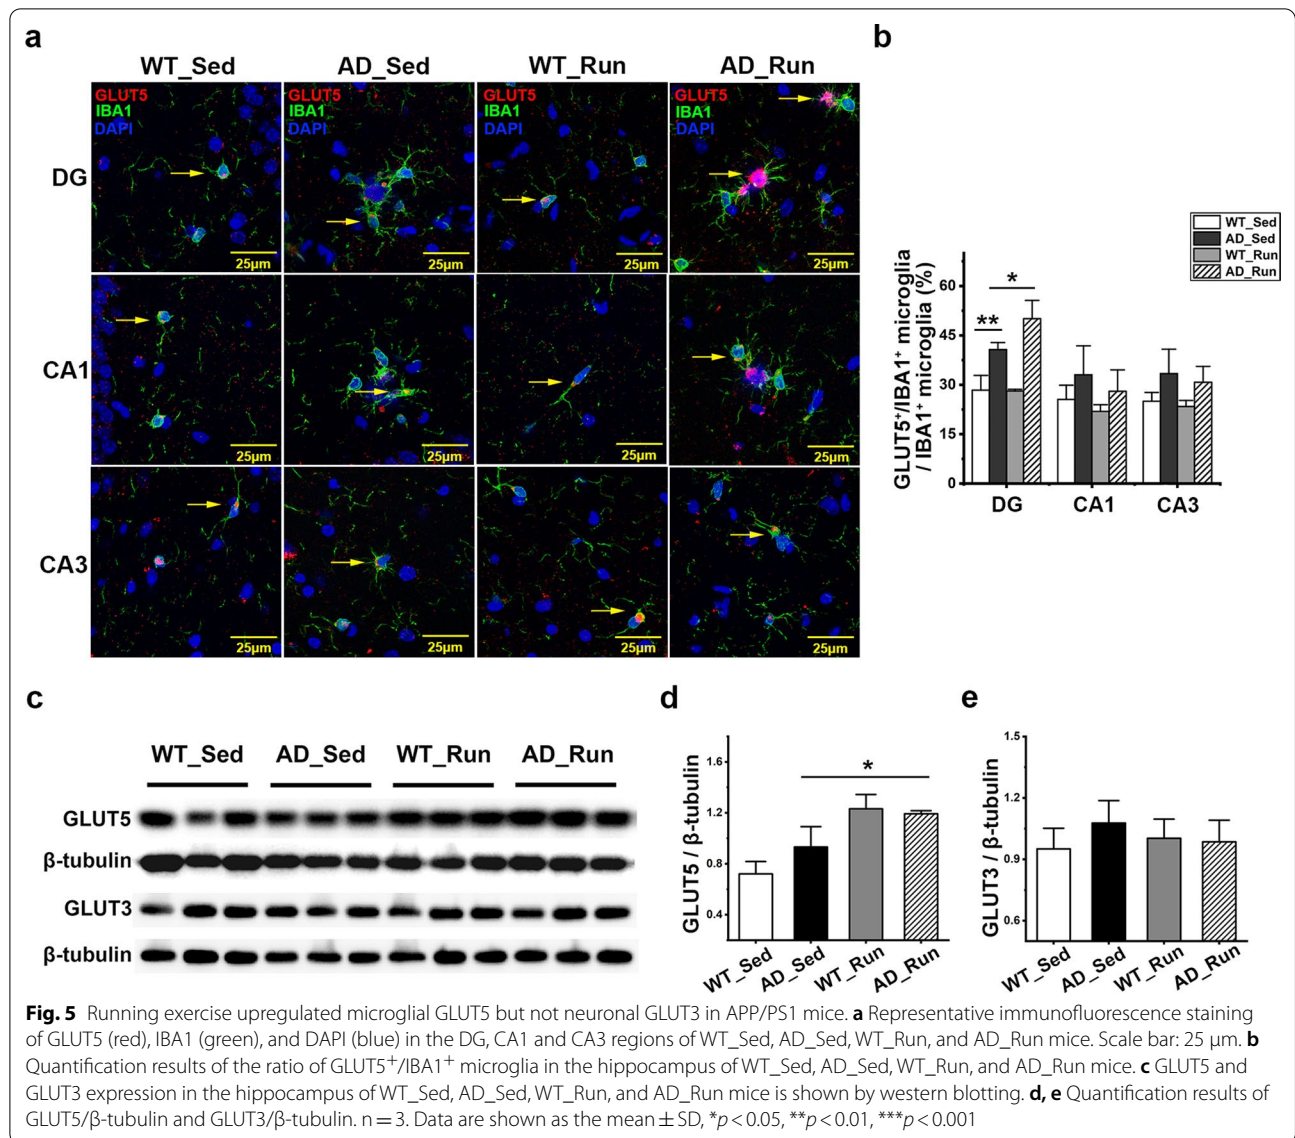 a
WT_Sed AD_Sed WT_Run AD_Run
GLUT5 GLUT5 GLUT5 GLUT5
IBA1 IBA1 IBA1 IBA1
DAPI DAPI DAPI DAPI
DG
25μm 25μm 25μm 25μm
CA1
25μm 25μm 25μm 25μm
CA3
25μm 25μm 25μm 25μm
b
WT_Sed
AD_Sed
WT_Run
AD_Run
GLUT5⁺/IBA1⁺ microglia
/ IBA1⁺ microglia (%)
60
45
30
15
0
**
*
DG CA1 CA3
c
WT_Sed AD_Sed WT_Run AD_Run
GLUT5
β-tubulin
GLUT3
β-tubulin
d
GLUT5 / β-tubulin
1.6
1.2
0.8
0.4
*
WT_Sed AD_Sed WT_Run AD_Run
e
GLUT3 / β-tubulin
1.5
1.2
0.9
0.6
WT_Sed AD_Sed WT_Run AD_Run
Fig. 5 Running exercise upregulated microglial GLUT5 but not neuronal GLUT3 in APP/PS1 mice. a Representative immunofluorescence staining
of GLUT5 (red), IBA1 (green), and DAPI (blue) in the DG, CA1 and CA3 regions of WT_Sed, AD_Sed, WT_Run, and AD_Run mice. Scale bar: 25 μm. b
Quantification results of the ratio of GLUT5⁺/IBA1⁺ microglia in the hippocampus of WT_Sed, AD_Sed, WT_Run, and AD_Run mice. c GLUT5 and
GLUT3 expression in the hippocampus of WT_Sed, AD_Sed, WT_Run, and AD_Run mice is shown by western blotting. d, e Quantification results of
GLUT5/β-tubulin and GLUT3/β-tubulin. n = 3. Data are shown as the mean ± SD, *p < 0.05, **p < 0.01, ***p < 0.001